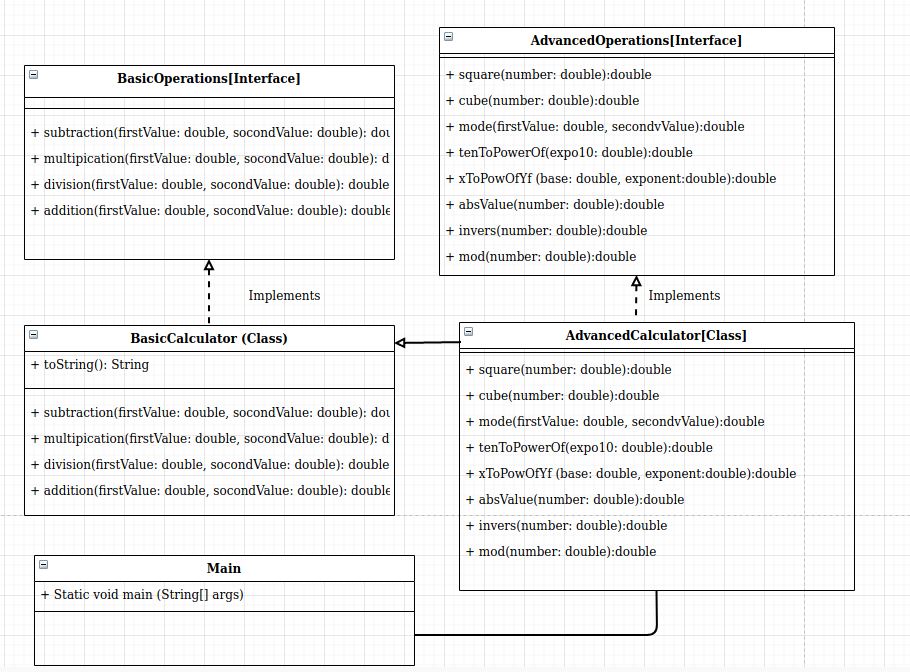 BasicOperations[Interface]
+ subtraction(firstValue: double, socondValue: double): dou
+ multipication(firstValue: double, socondValue: double): d
+ division(firstValue: double, socondValue: double): double
+ addition(firstValue: double, socondValue: double): double
AdvancedOperations[Interface]
+ square(number: double):double
+ cube(number: double):double
+ mode(firstValue: double, secondvValue):double
+ tenToPowerOf(expo10: double):double
+ xToPowOfYf (base: double, exponent:double):double
+ absValue(number: double):double
+ invers(number: double):double
+ mod(number: double):double
Implements
Implements
BasicCalculator (Class)
+ toString(): String
+ subtraction(firstValue: double, socondValue: double): dou
+ multipication(firstValue: double, socondValue: double): d
+ division(firstValue: double, socondValue: double): double
+ addition(firstValue: double, socondValue: double): double
AdvancedCalculator[Class]
+ square(number: double):double
+ cube(number: double):double
+ mode(firstValue: double, secondvValue):double
+ tenToPowerOf(expo10: double):double
+ xToPowOfYf (base: double, exponent:double):double
+ absValue(number: double):double
+ invers(number: double):double
+ mod(number: double):double
Main
+ Static void main (String[] args)